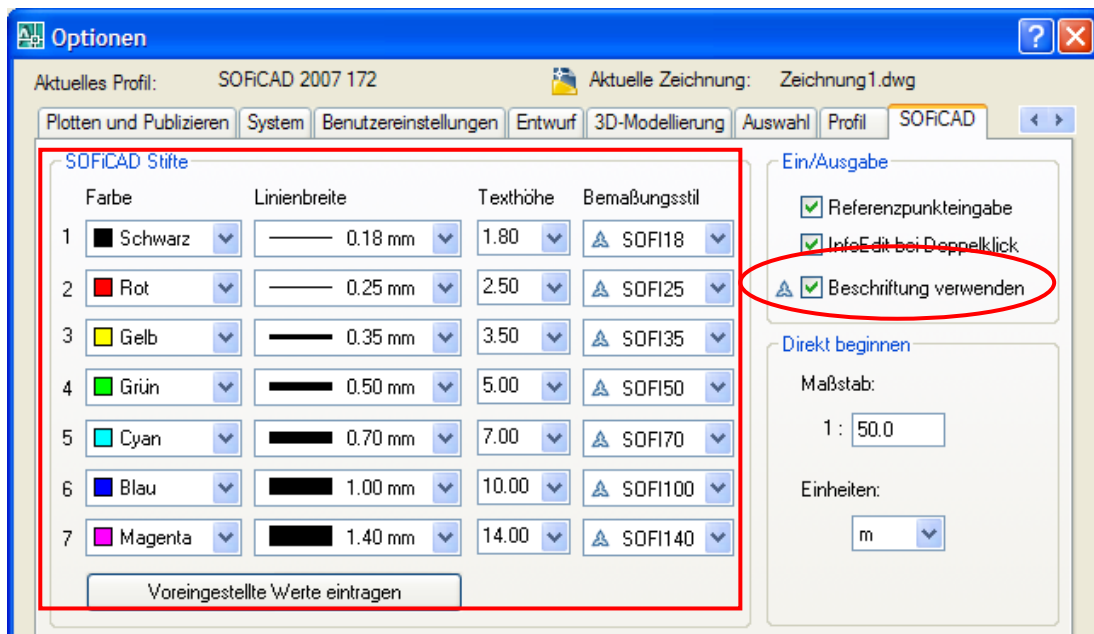 Optionen
Aktuelles Profil: SOFiCAD 2007 172 Aktuelle Zeichnung: Zeichnung1.dwg
Plotten und Publizieren System Benutzereinstellungen Entwurf 3D-Modellierung Auswahl Profil SOFiCAD
SOFiCAD Stifte
Farbe Linienbreite Texthöhe Bemaßungsstil
1 Schwarz 0.18 mm 1.80 SOFI18
2 Rot 0.25 mm 2.50 SOFI25
3 Gelb 0.35 mm 3.50 SOFI35
4 Grün 0.50 mm 5.00 SOFI50
5 Cyan 0.70 mm 7.00 SOFI70
6 Blau 1.00 mm 10.00 SOFI100
7 Magenta 1.40 mm 14.00 SOFI140
Voreingestellte Werte eintragen
Ein/Ausgabe
Referenzpunkteingabe
InfoEdit bei Doppelklick
Beschriftung verwenden
Direkt beginnen
Maßstab:
1 : 50.0
Einheiten:
m